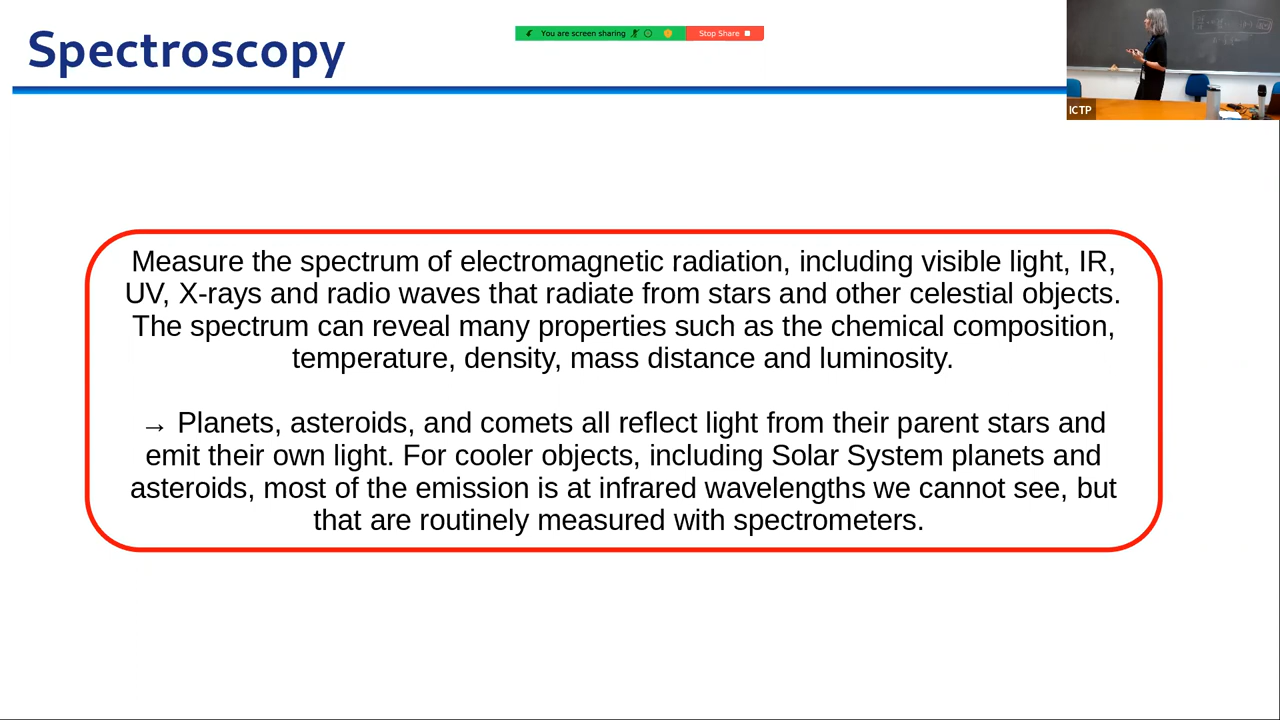 Spectroscopy
You are screen sharing
Stop Share
ICTP
Measure the spectrum of electromagnetic radiation, including visible light, IR,
UV, X-rays and radio waves that radiate from stars and other celestial objects.
The spectrum can reveal many properties such as the chemical composition,
temperature, density, mass distance and luminosity.
→ Planets, asteroids, and comets all reflect light from their parent stars and
emit their own light. For cooler objects, including Solar System planets and
asteroids, most of the emission is at infrared wavelengths we cannot see, but
that are routinely measured with spectrometers.